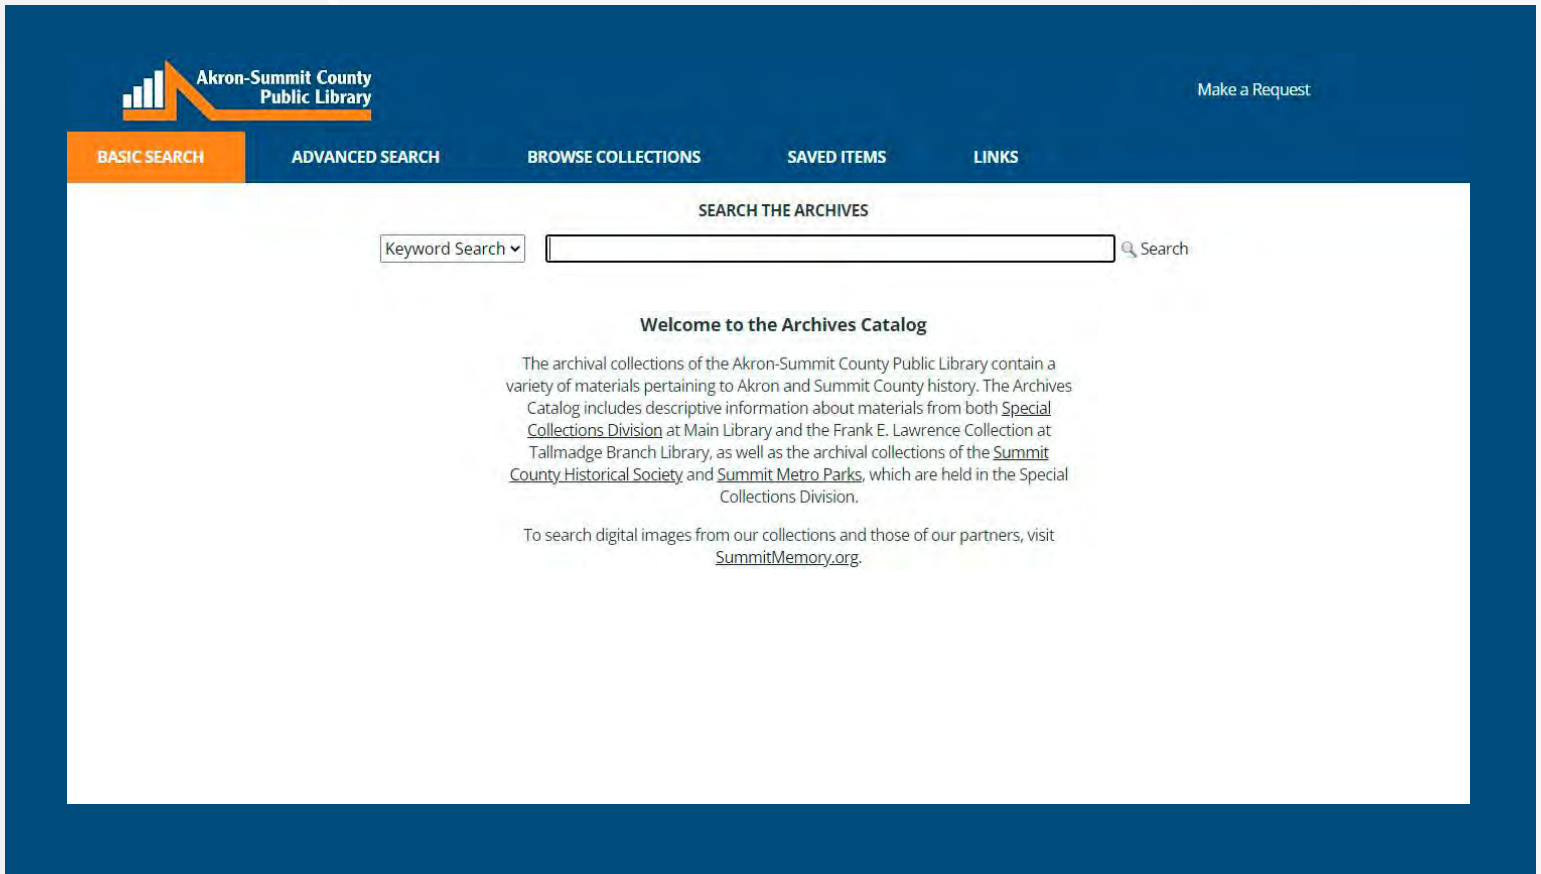 Akron-Summit County
Public Library
Make a Request
BASIC SEARCH
ADVANCED SEARCH
BROWSE COLLECTIONS
SAVED ITEMS
LINKS
SEARCH THE ARCHIVES
Keyword Search
Search
Welcome to the Archives Catalog
The archival collections of the Akron-Summit County Public Library contain a
variety of materials pertaining to Akron and Summit County history. The Archives
Catalog includes descriptive information about materials from both Special
Collections Division at Main Library and the Frank E. Lawrence Collection at
Tallmadge Branch Library, as well as the archival collections of the Summit
County Historical Society and Summit Metro Parks, which are held in the Special
Collections Division.
To search digital images from our collections and those of our partners, visit
SummitMemory.org.